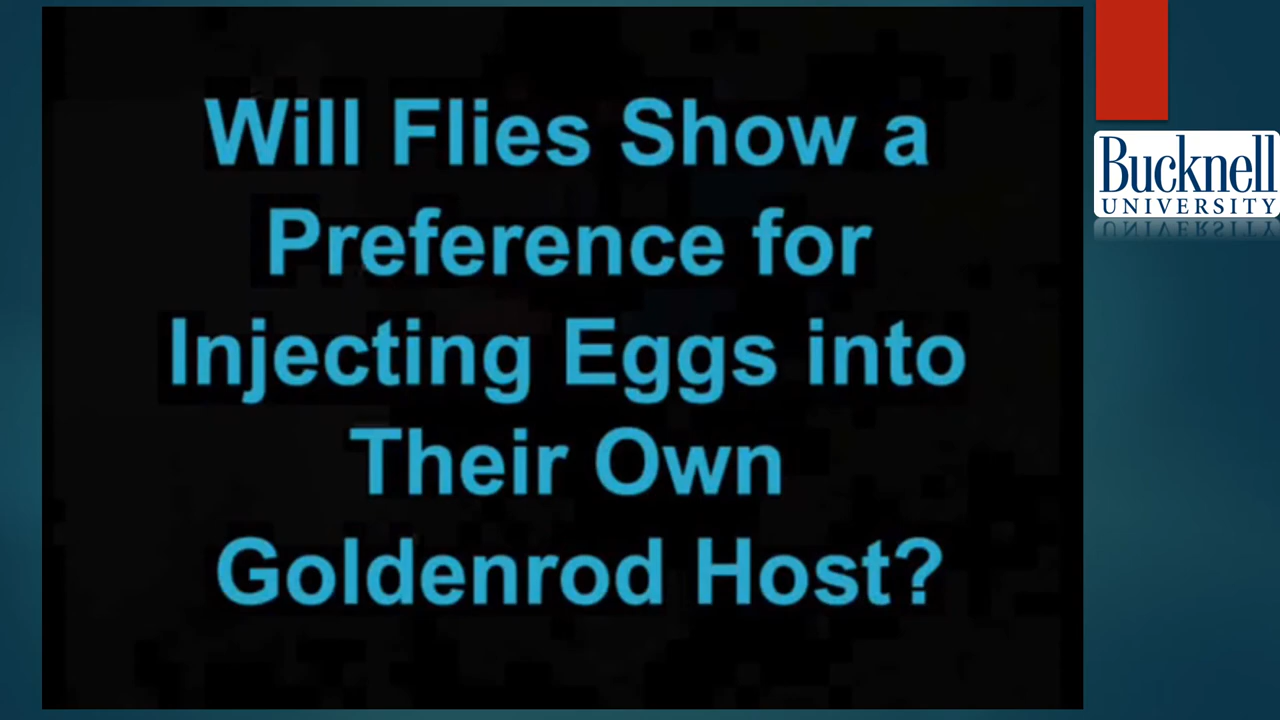 Will Flies Show a
Preference for
Injecting Eggs into
Their Own
Goldenrod Host?
Bucknell
UNIVERSITY